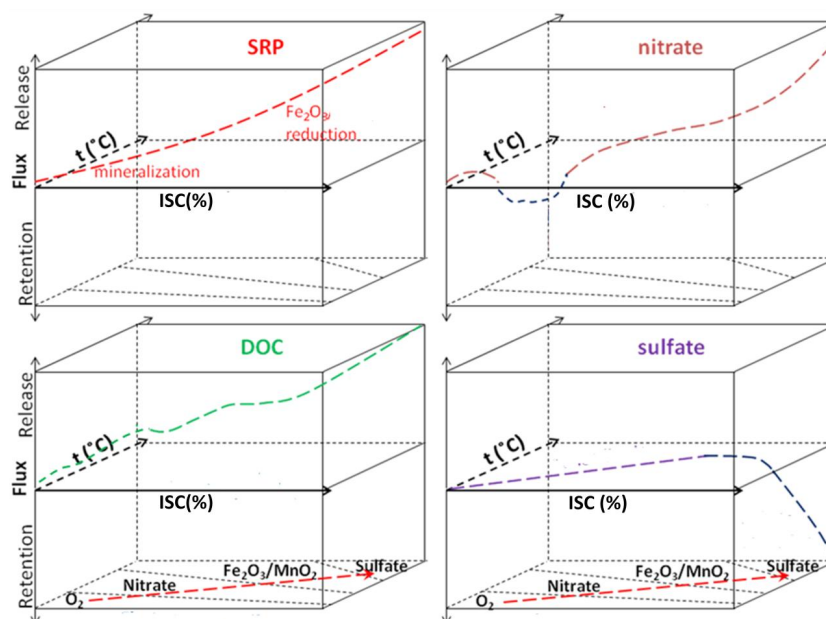 SRP
Release
Fe₂O₃/
reduction
t (°C)
mineralization
Flux
ISC(%)
Retention
nitrate
t (°C)
ISC (%)
DOC
Release
t (°C)
Flux
ISC(%)
Retention
O₂
Nitrate
Fe₂O₃/MnO₂
Sulfate
sulfate
t (°C)
ISC (%)
O₂
Nitrate
Fe₂O₃/MnO₂
Sulfate